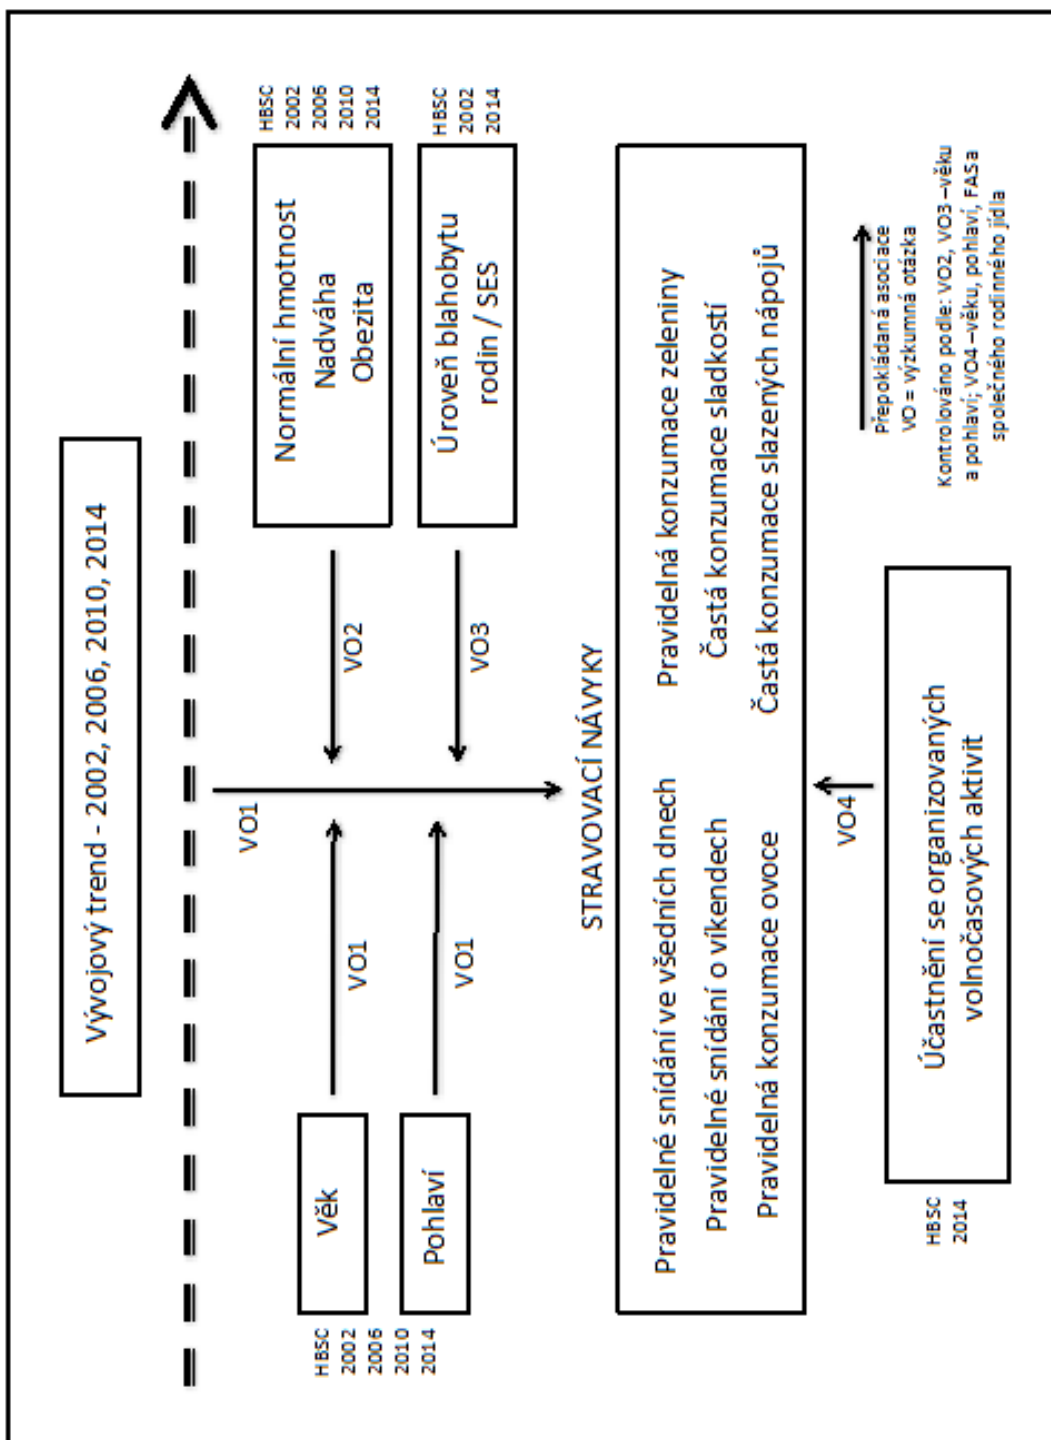 Vývojový trend - 2002, 2006, 2010, 2014
HBSC
2002
2006
2010
2014
Věk
Pohlaví
VO1
VO1
VO1
VO2
VO3
Normální hmotnost
Nadváha
Obezita
HBSC
2002
2006
2010
2014
Úroveň blahobytu
rodin / SES
HBSC
2002
2014
STRAVOVACÍ NÁVYKY
Pravidelné snídání ve všedních dnech
Pravidelné snídání o víkendech
Pravidelná konzumace ovoce
Pravidelná konzumace zeleniny
Častá konzumace sladkostí
Častá konzumace slazených nápojů
VO4
HBSC
2014
Účastnění se organizovaných
volnočasových aktivit
Přepokládaná asociace
VO = výzkumná otázka
Kontrolováno podle: VO2, VO3 –věku
a pohlaví; VO4 –věku, pohlaví, FAS a
společného rodinného jídla